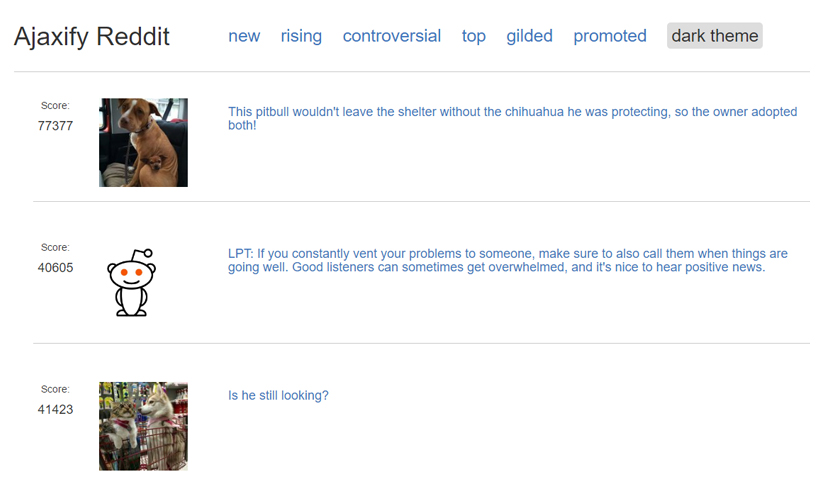 Ajaxify Reddit new rising controversial top gilded promoted dark theme
Score:
77377
This pitbull wouldn't leave the shelter without the chihuahua he was protecting, so the owner adopted
both!
Score:
40605
LPT: If you constantly vent your problems to someone, make sure to also call them when things are
going well. Good listeners can sometimes get overwhelmed, and it's nice to hear positive news.
Score:
41423
Is he still looking?